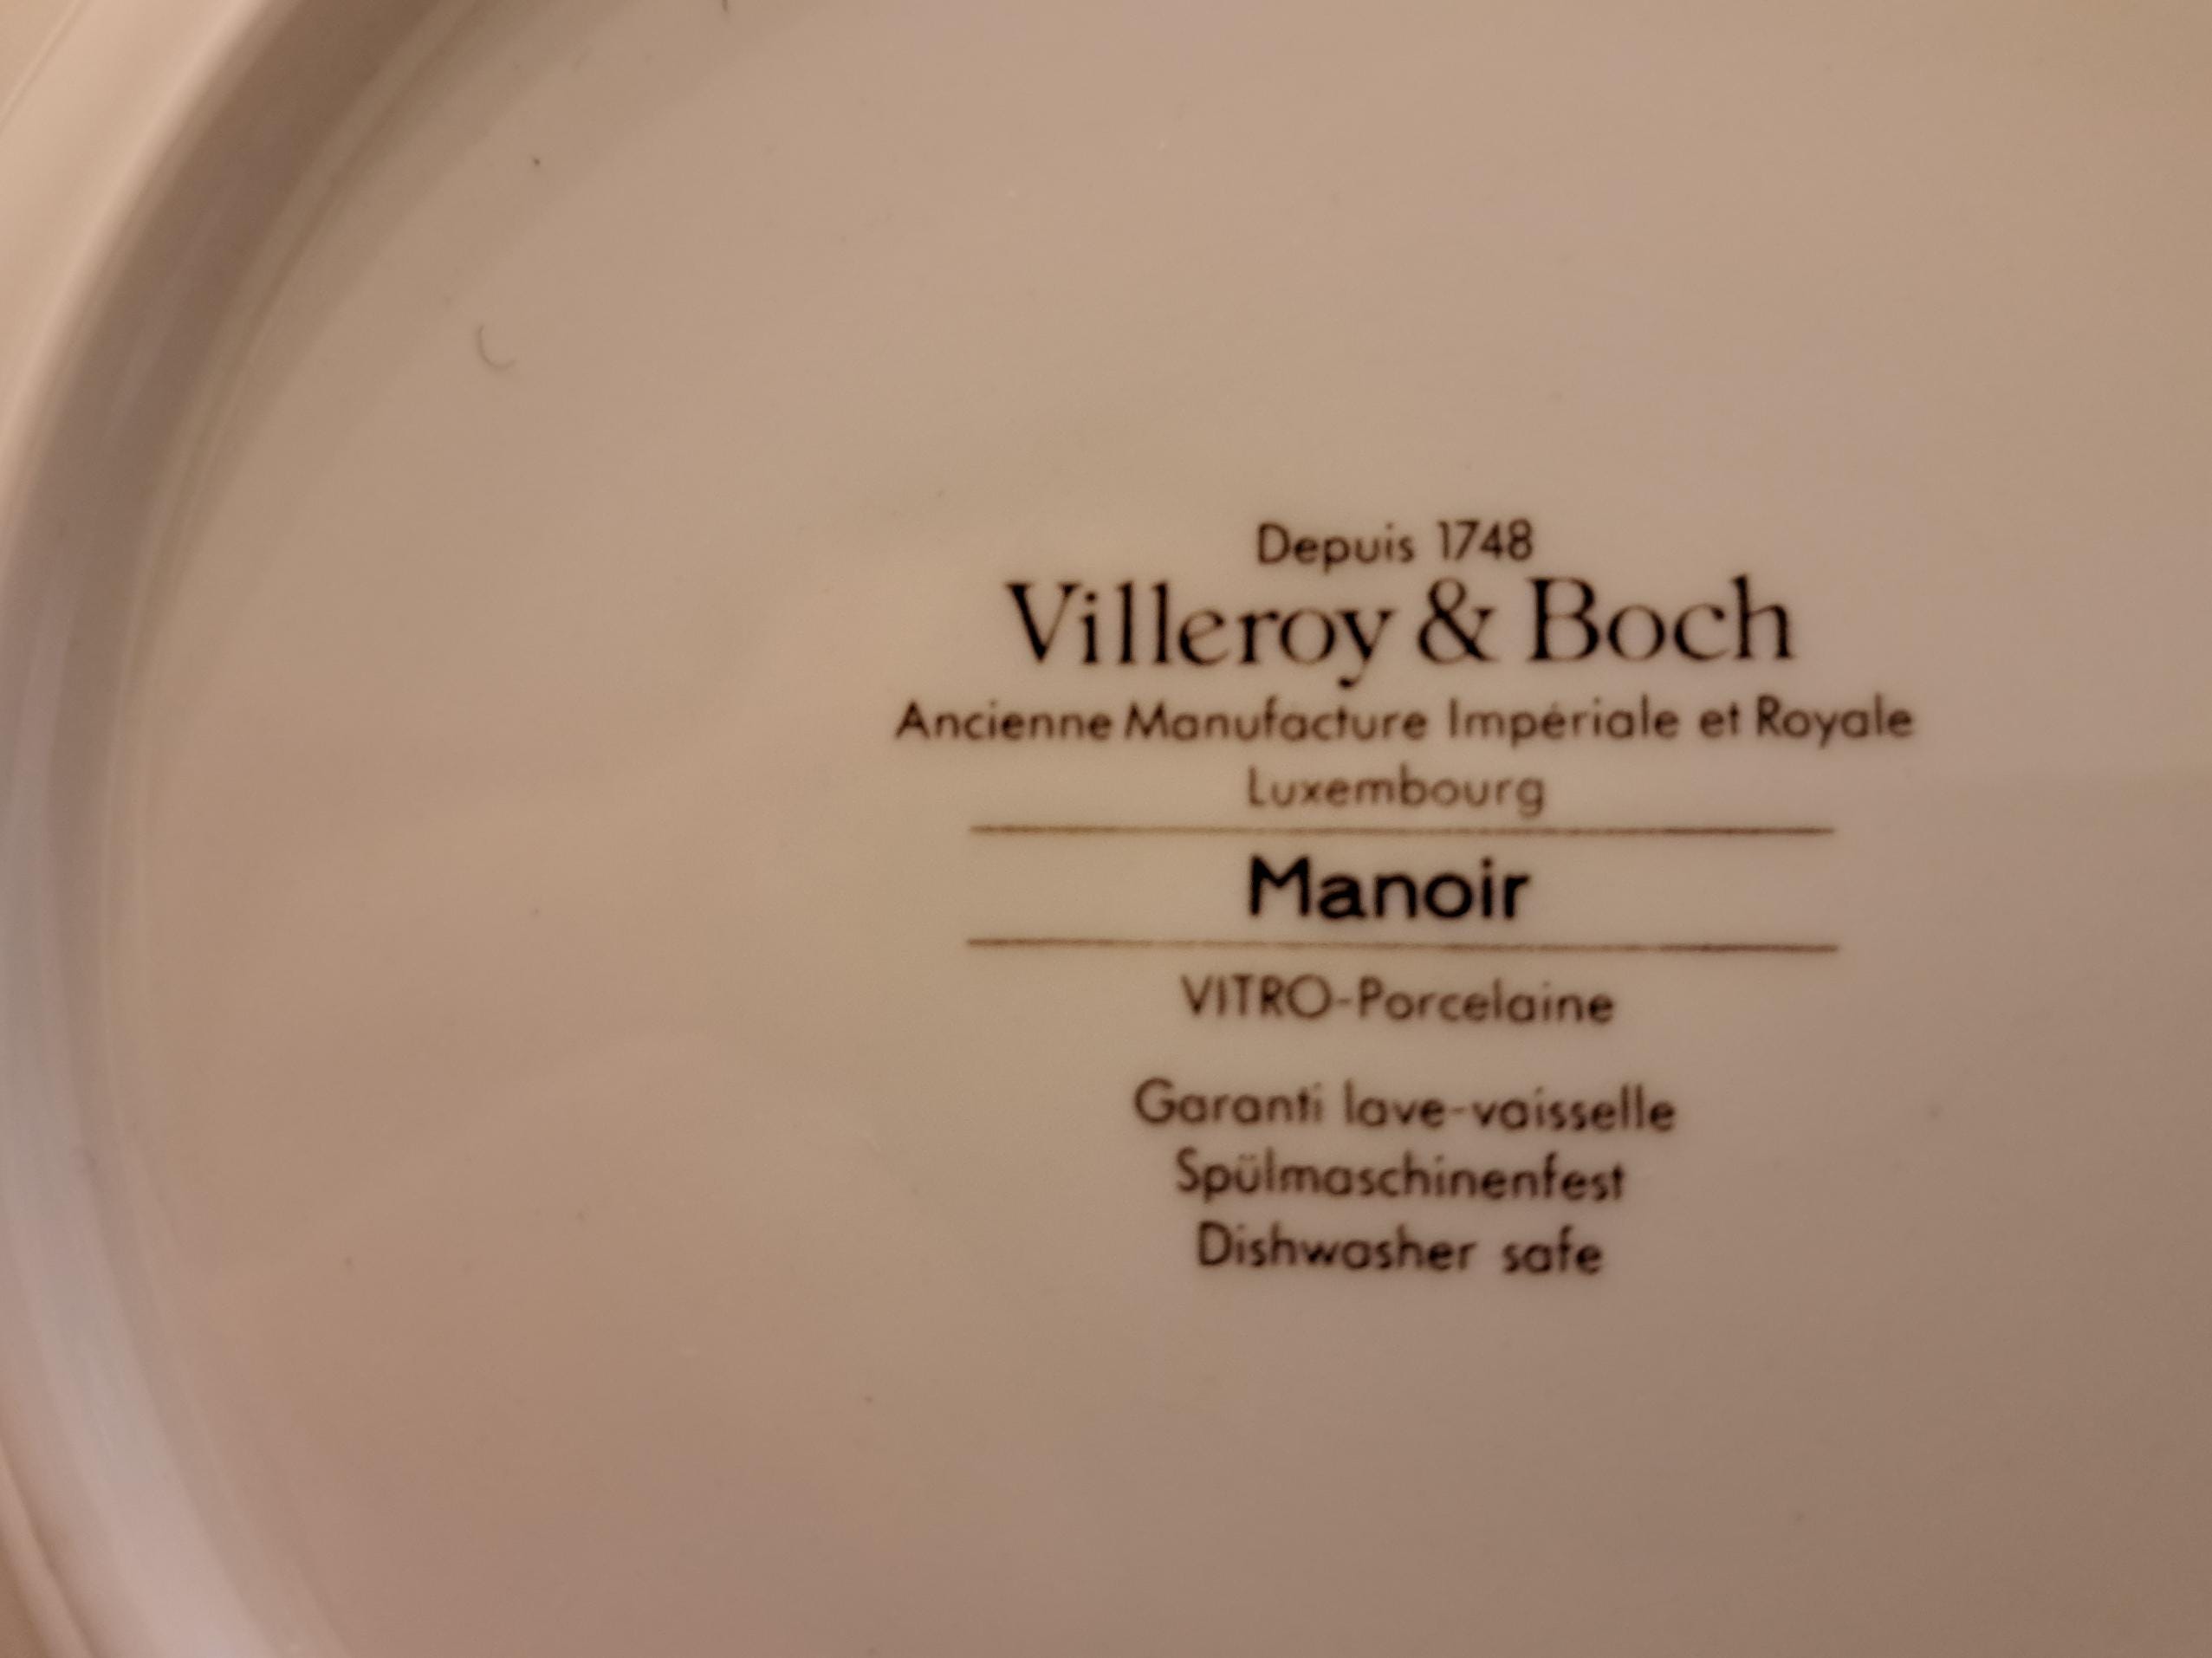 Depuis 1748
Villeroy & Boch
Ancienne Manufacture Impériale et Royale
Luxembourg
Manoir
VITRO-Porcelaine
Garanti lave-vaisselle
Spülmaschinenfest
Dishwasher safe